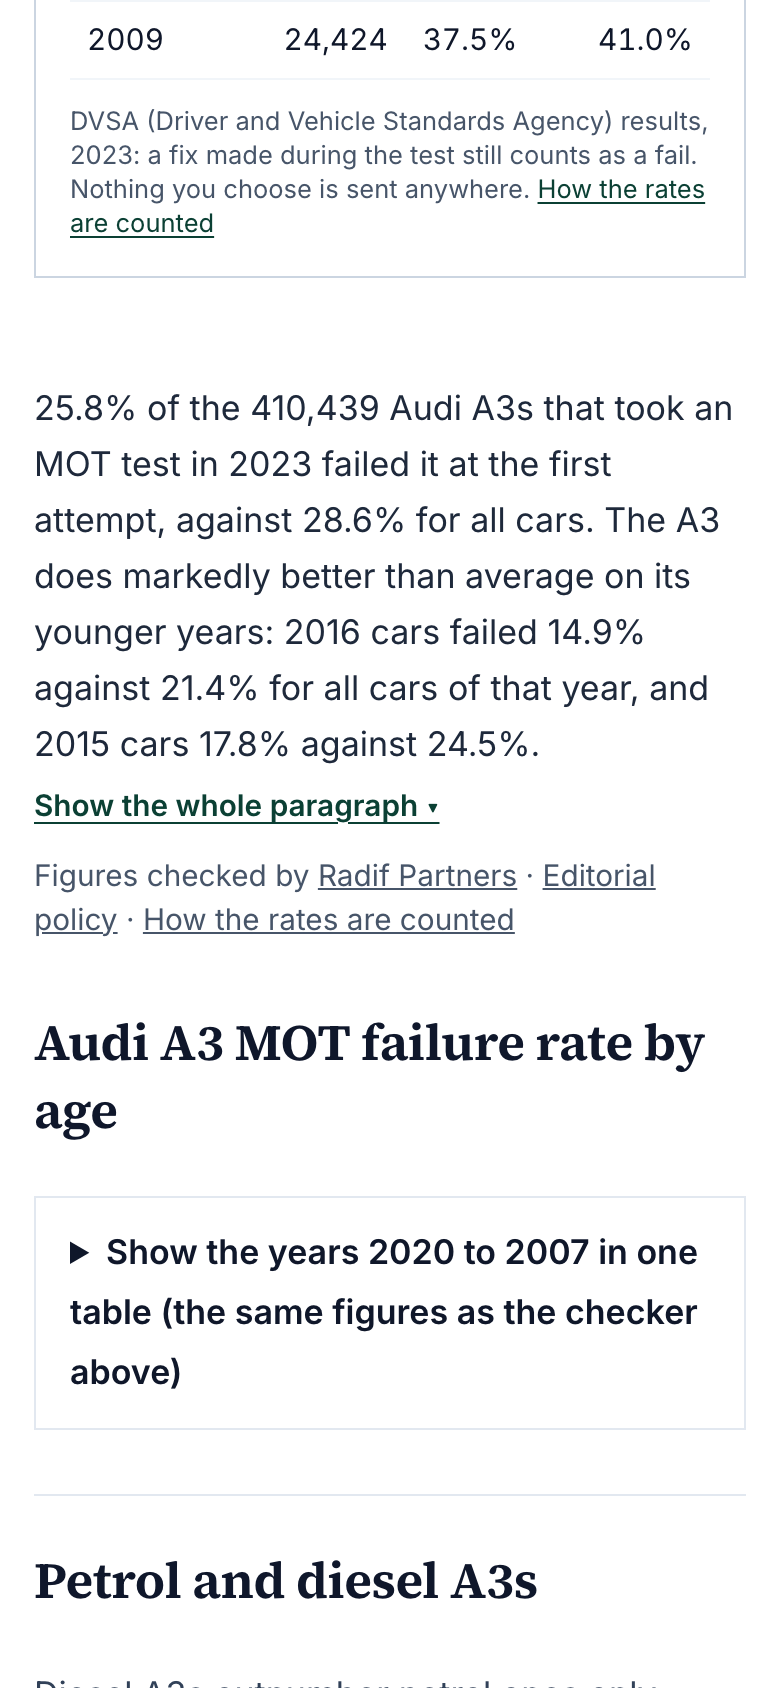 2009 24,424 37.5% 41.0%
DVSA (Driver and Vehicle Standards Agency) results,
2023: a fix made during the test still counts as a fail.
Nothing you choose is sent anywhere. How the rates
are counted
25.8% of the 410,439 Audi A3s that took an
MOT test in 2023 failed it at the first
attempt, against 28.6% for all cars. The A3
does markedly better than average on its
younger years: 2016 cars failed 14.9%
against 21.4% for all cars of that year, and
2015 cars 17.8% against 24.5%.
Show the whole paragraph ▾
Figures checked by Radif Partners · Editorial
policy · How the rates are counted
Audi A3 MOT failure rate by
age
▶ Show the years 2020 to 2007 in one
table (the same figures as the checker
above)
Petrol and diesel A3s